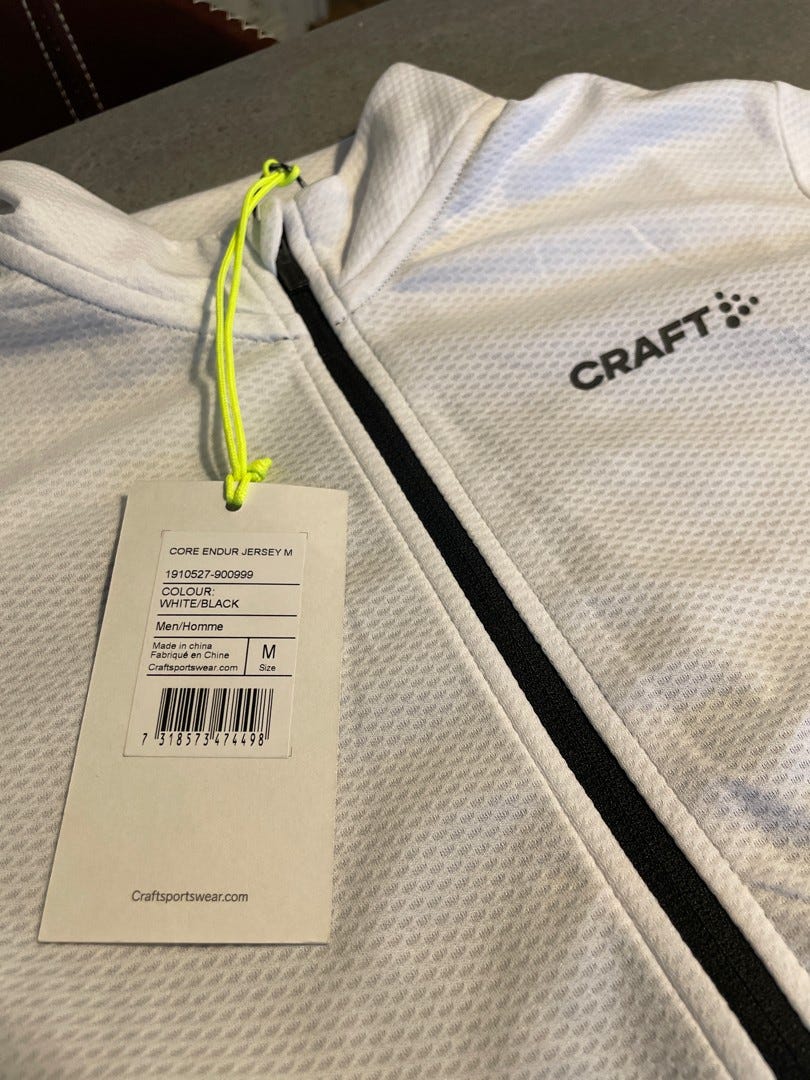 CRAFT
CORE ENDUR JERSEY M
1910527-900999
COLOUR:
WHITE/BLACK
Men/Homme
Made in china
Fabriqué en Chine
Craftsportswear.com
M
Size
7 318573 474498
Craftsportswear.com